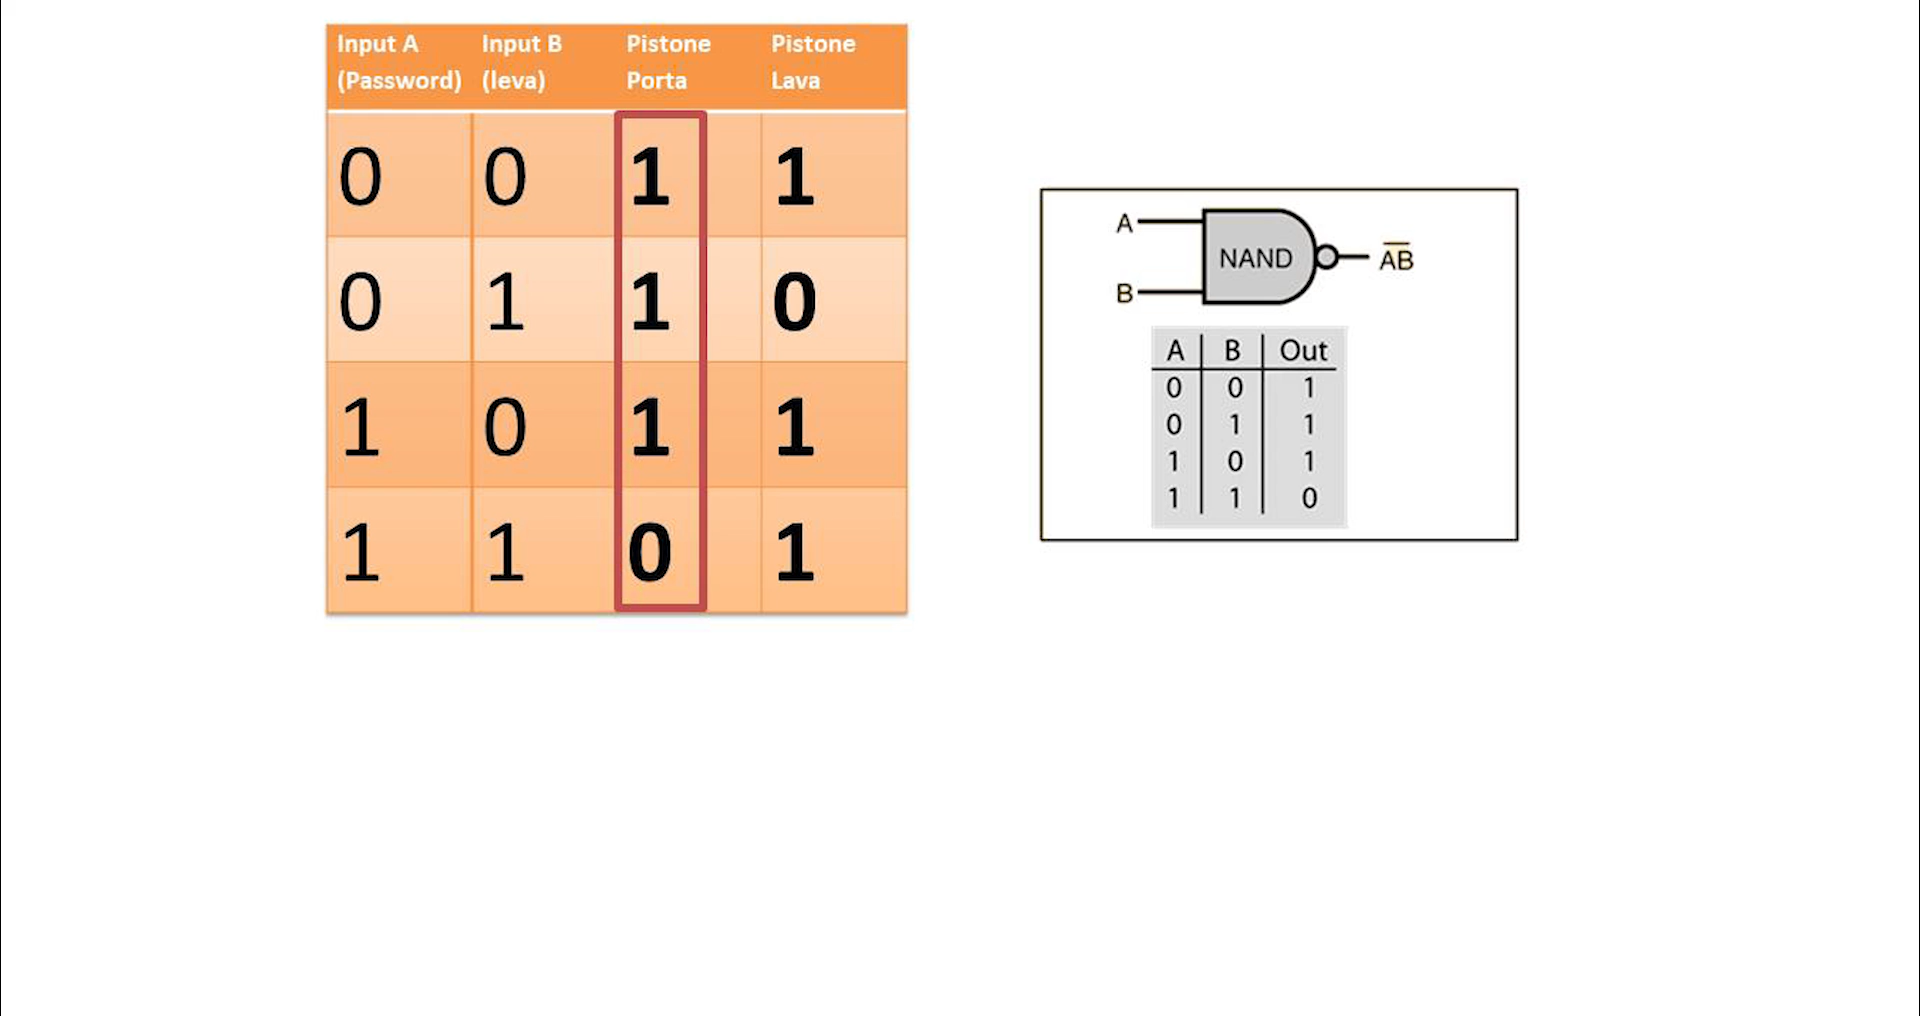 Input A (Password) Input B (leva) Pistone Porta Pistone Lava
0 0 1 1
0 1 1 0
1 0 1 1
1 1 0 1
A
NAND
A̅B̅
B
A B Out
0 0 1
0 1 1
1 0 1
1 1 0